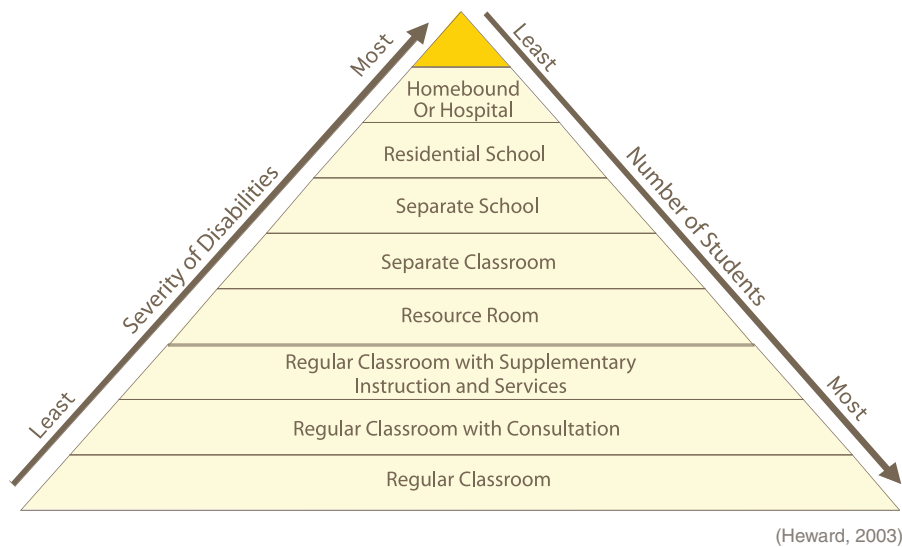 Most
Least
Homebound
Or Hospital
Residential School
Separate School
Separate Classroom
Resource Room
Regular Classroom with Supplementary
Instruction and Services
Regular Classroom with Consultation
Regular Classroom
Severity of Disabilities
Least
Number of Students
Most
(Heward, 2003)